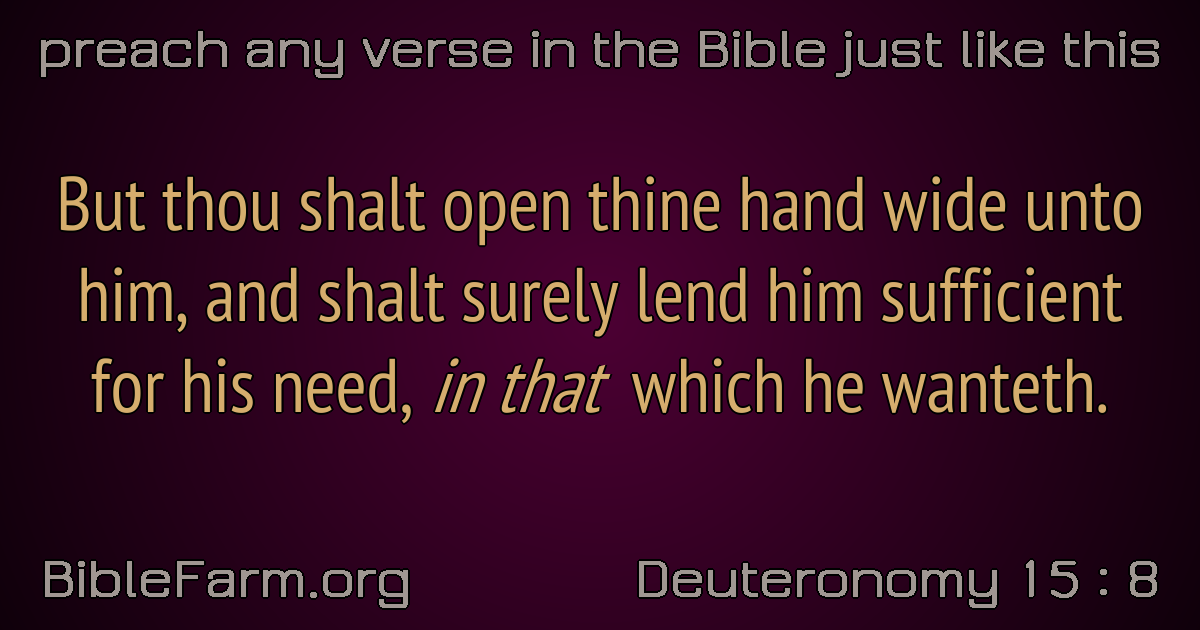 preach any verse in the Bible just like this
But thou shalt open thine hand wide unto
him, and shalt surely lend him sufficient
for his need, in that which he wanteth.
BibleFarm.org
Deuteronomy 15 : 8